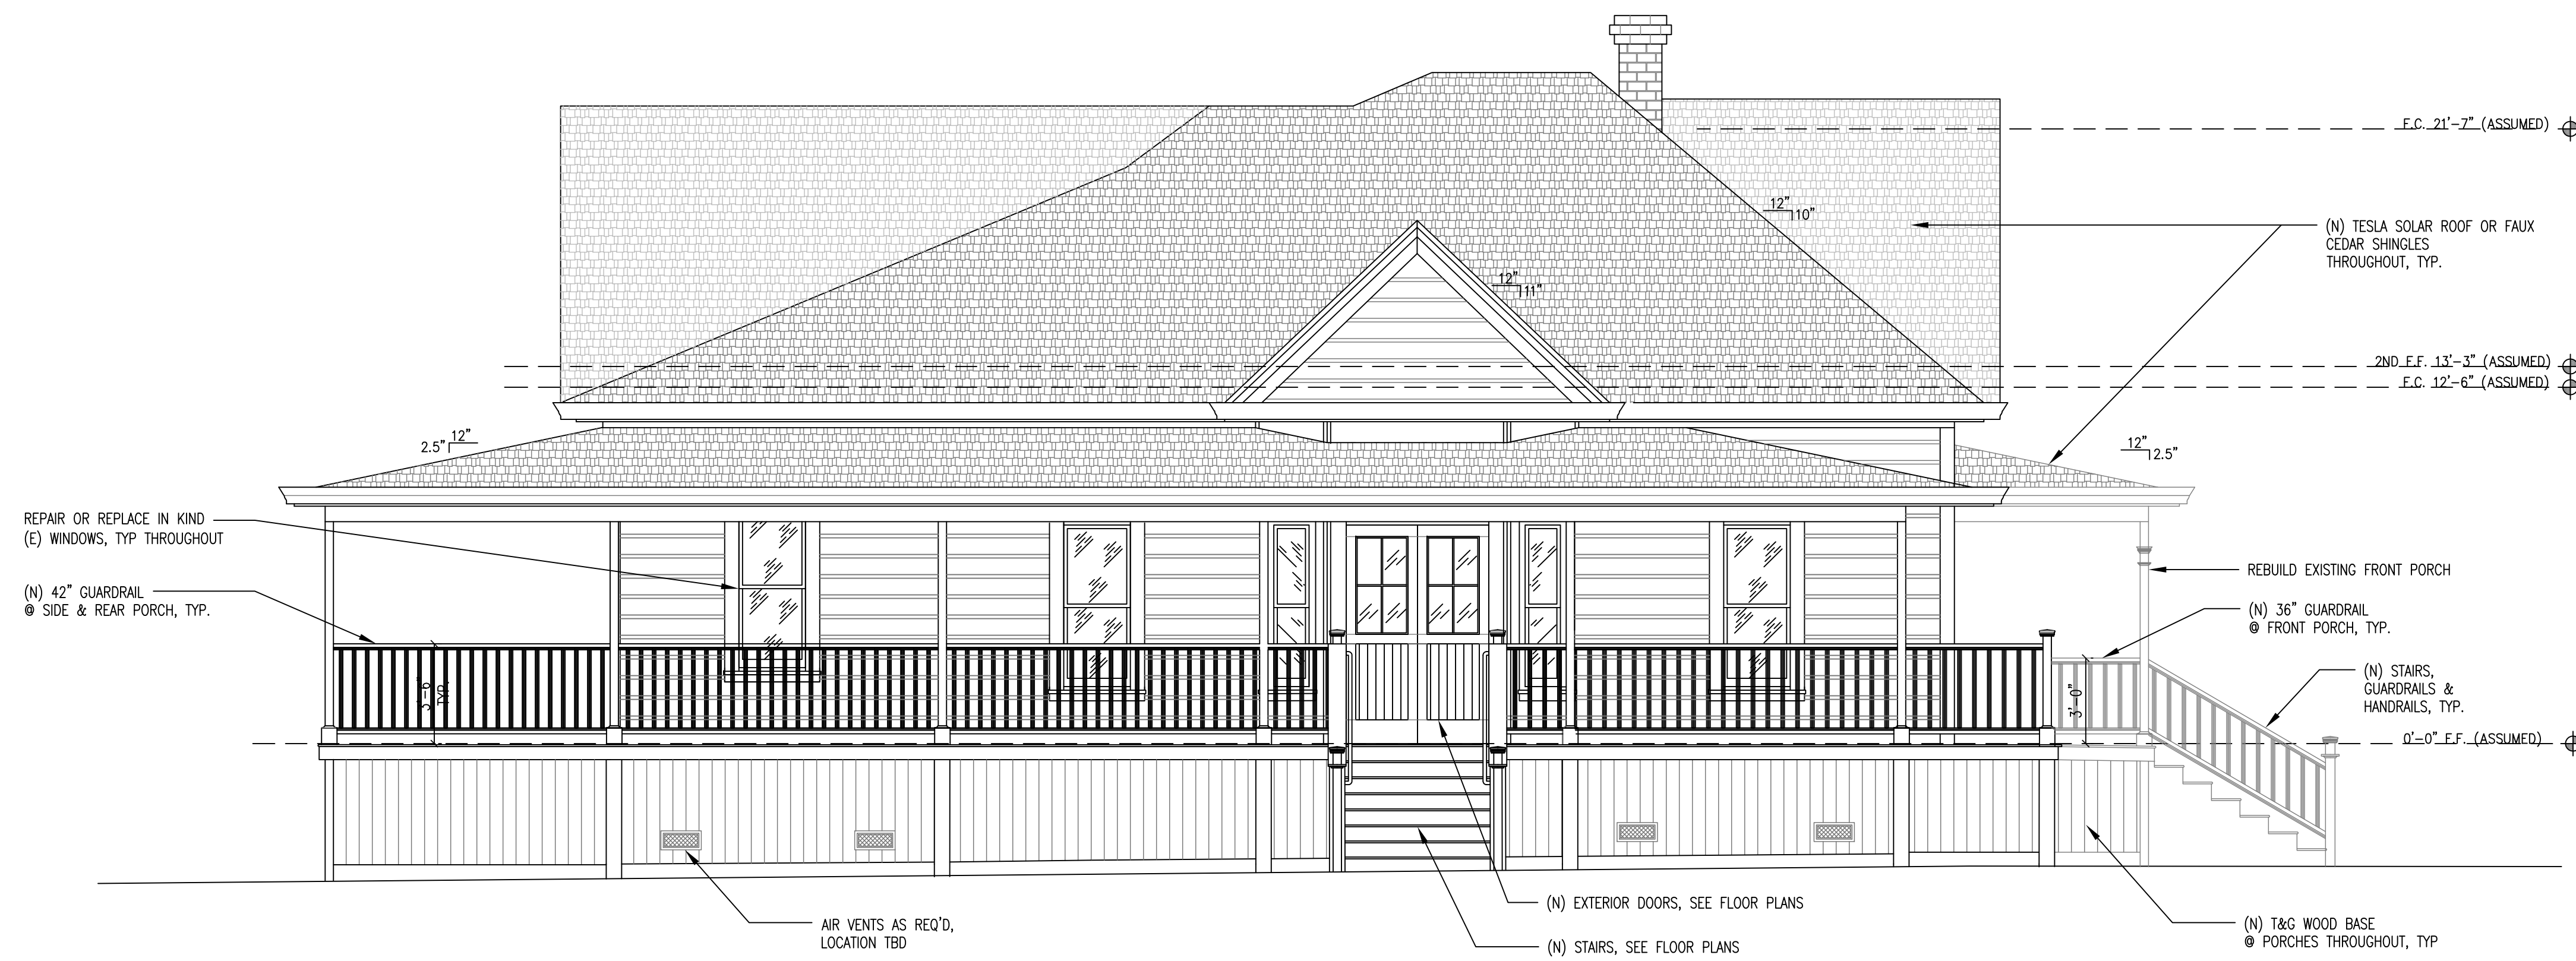 F.C. 21'-7" (ASSUMED)
12"
10"
(N) TESLA SOLAR ROOF OR FAUX
CEDAR SHINGLES
THROUGHOUT, TYP.
12"
11"
2ND F.F. 13'-3" (ASSUMED)
F.C. 12'-6" (ASSUMED)
12"
2.5"
12"
2.5"
REPAIR OR REPLACE IN KIND
(E) WINDOWS, TYP THROUGHOUT
REBUILD EXISTING FRONT PORCH
(N) 42" GUARDRAIL
@ SIDE & REAR PORCH, TYP.
(N) 36" GUARDRAIL
@ FRONT PORCH, TYP.
(N) STAIRS,
GUARDRAILS &
HANDRAILS, TYP.
3'-6"
TYP.
3'-0"
0'-0" F.F. (ASSUMED)
(N) EXTERIOR DOORS, SEE FLOOR PLANS
AIR VENTS AS REQ'D,
LOCATION TBD
(N) T&G WOOD BASE
@ PORCHES THROUGHOUT, TYP
(N) STAIRS, SEE FLOOR PLANS